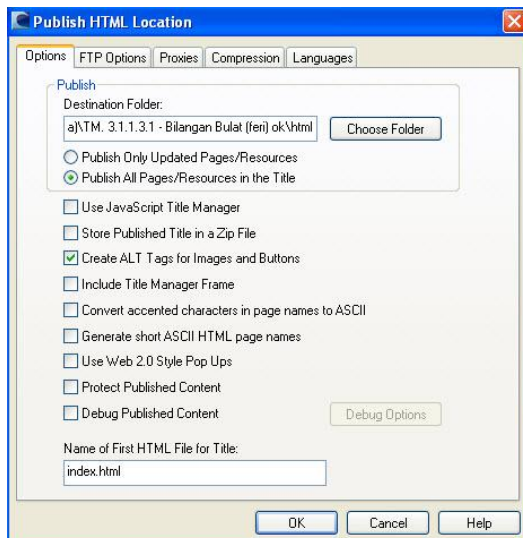 Publish HTML Location
Options FTP Options Proxies Compression Languages
Publish
Destination Folder:
a)\TM. 3.1.1.3.1 - Bilangan Bulat (feri) ok\html Choose Folder
Publish Only Updated Pages/Resources
Publish All Pages/Resources in the Title
Use JavaScript Title Manager
Store Published Title in a Zip File
Create ALT Tags for Images and Buttons
Include Title Manager Frame
Convert accented characters in page names to ASCII
Generate short ASCII HTML page names
Use Web 2.0 Style Pop Ups
Protect Published Content
Debug Published Content Debug Options
Name of First HTML File for Title:
index.html
OK Cancel Help